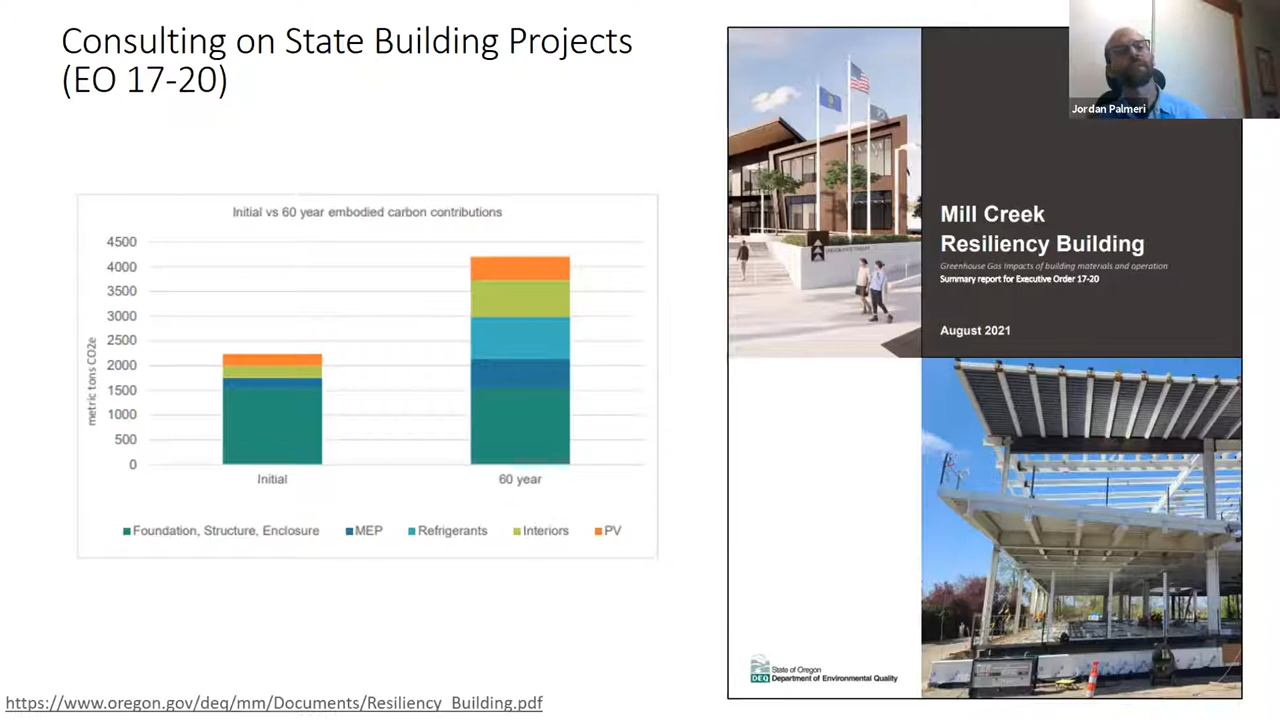 Consulting on State Building Projects
(EO 17-20)
Jordan Palmeri
Initial vs 60 year embodied carbon contributions
metric tons CO2e
4500
4000
3500
3000
2500
2000
1500
1000
500
0
Initial
60 year
Foundation, Structure, Enclosure
MEP
Refrigerants
Interiors
PV
Mill Creek
Resiliency Building
Greenhouse Gas Impacts of building materials and operation
Summary report for Executive Order 17-20
August 2021
State of Oregon
DEQ
Department of Environmental Quality
https://www.oregon.gov/deq/mm/Documents/Resiliency_Building.pdf